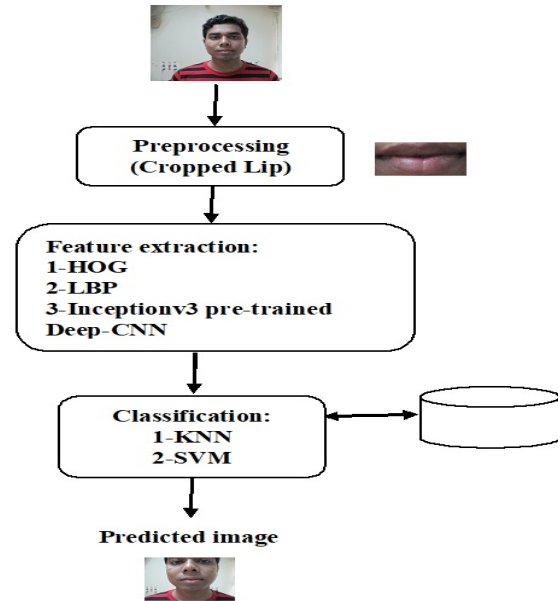 Preprocessing
(Cropped Lip)
Feature extraction:
1-HOG
2-LBP
3-Inceptionv3 pre-trained
Deep-CNN
Classification:
1-KNN
2-SVM
Predicted image